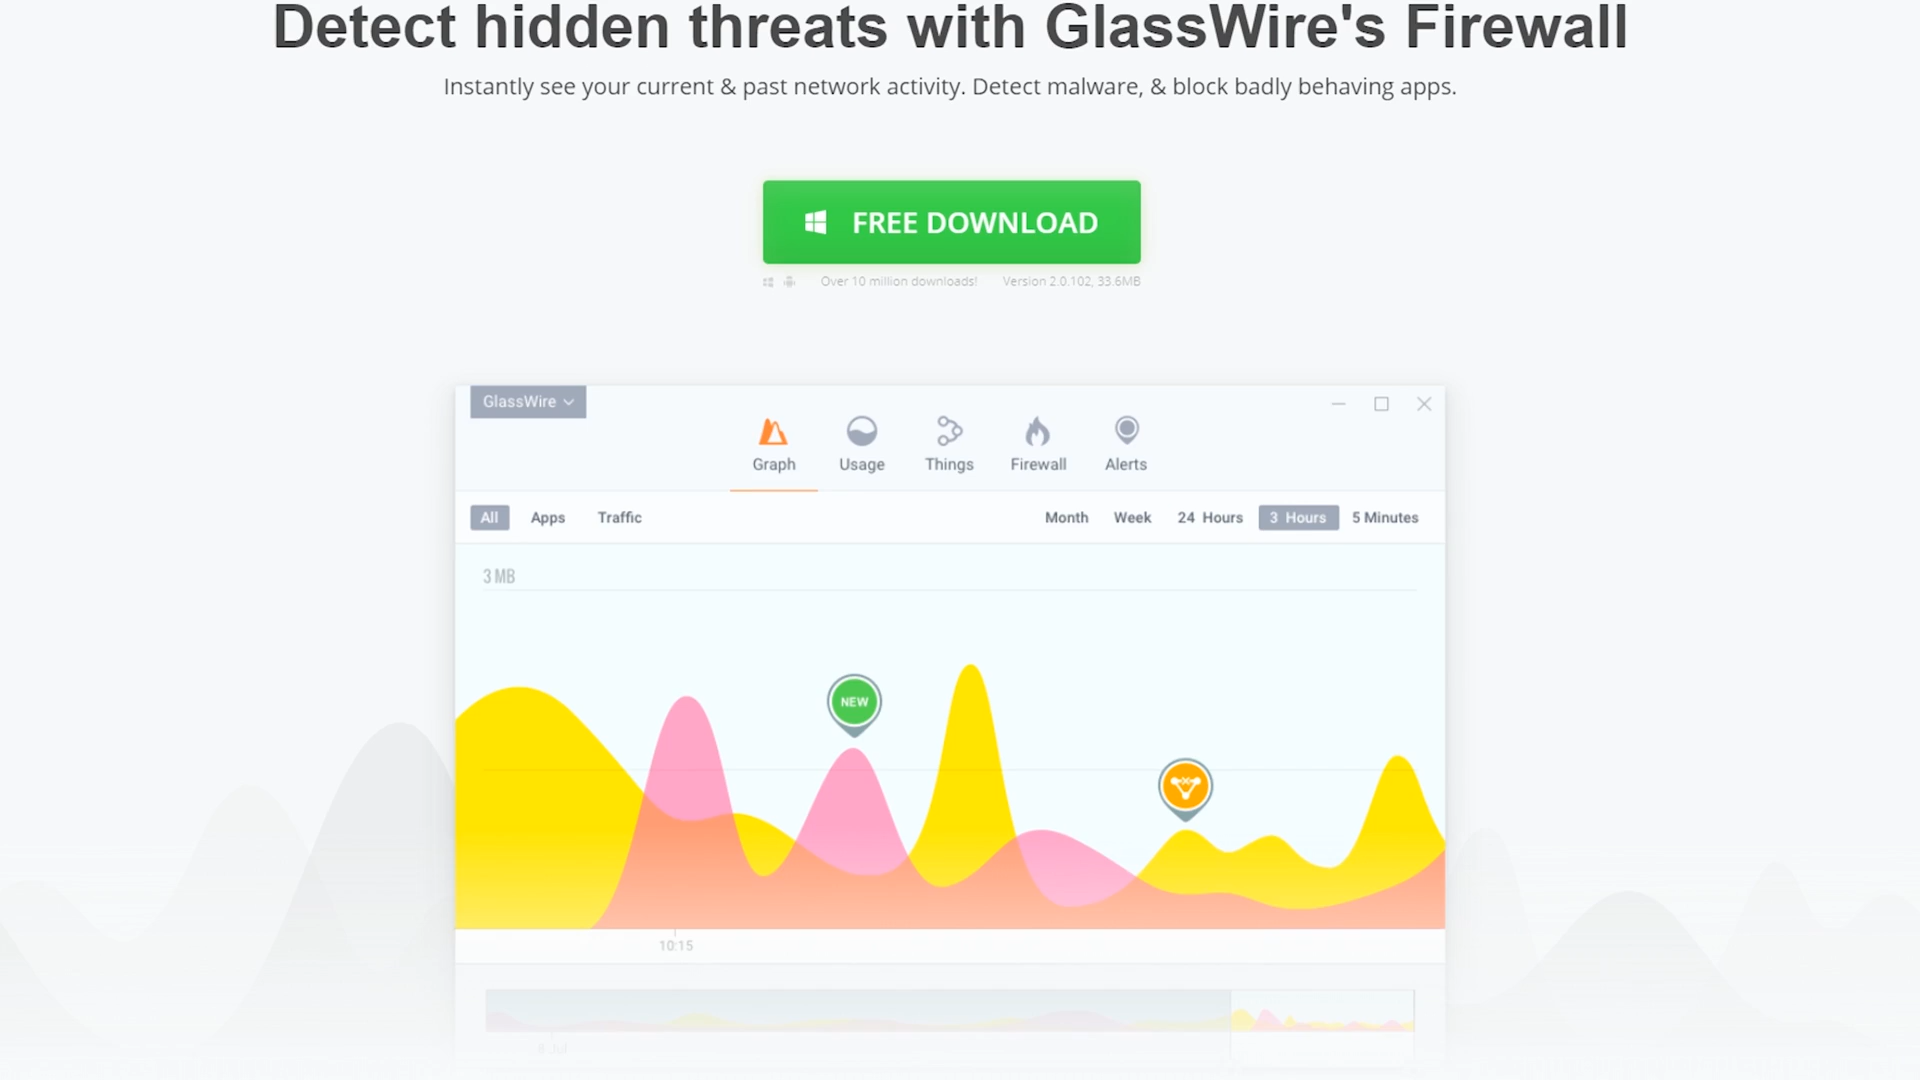 Detect hidden threats with GlassWire's Firewall
Instantly see your current & past network activity. Detect malware, & block badly behaving apps.
FREE DOWNLOAD
Over 10 million downloads! Version 2.0.102, 33.6MB
GlassWire
Graph Usage Things Firewall Alerts
All Apps Traffic Month Week 24 Hours 3 Hours 5 Minutes
3 MB
NEW
10:15